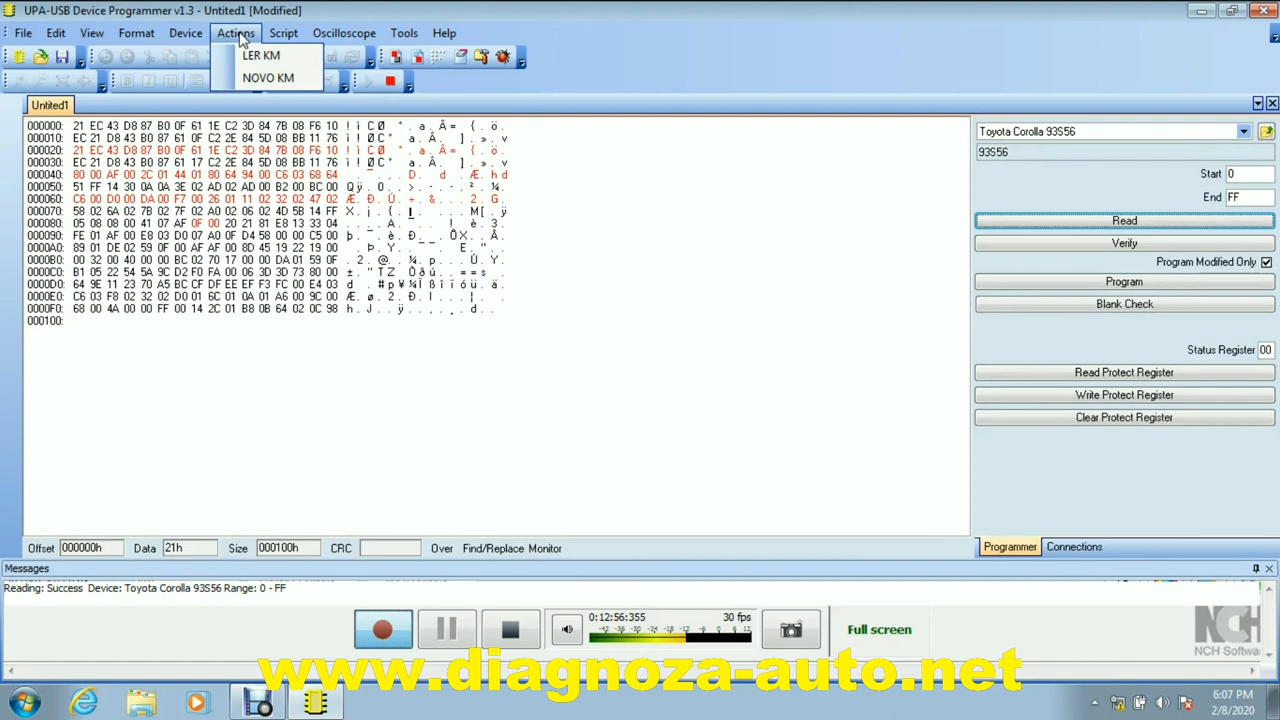 UPA-USB Device Programmer v1.3 - Untited1 [Modified]
File Edit View Format Device Actions Script Oscilloscope Tools Help
LER KM
NOVO KM
Untited1
000000: 21 EC 43 D8 87 B0 0F 61 1E C2 3D 84 7B 08 F6 10
000010: EC 21 D8 43 B0 87 61 0F C2 2E 84 5D 08 BB 11 76
000020: 21 EC 43 D8 87 B0 0F 61 1E C2 3D 84 7B 08 F6 10
000030: EC 21 D8 43 B0 87 61 17 C2 2E 84 5D 08 BB 11 76
000040: 80 00 AF 00 2C 01 44 01 80 64 94 00 C6 03 68 64
000050: 51 FF 14 30 0A 0A 3E 02 AD 02 AD 00 B2 00 BC 00
000060: C6 00 D0 00 DA 00 F7 00 26 01 11 02 32 02 47 02
000070: 58 02 6A 02 7B 02 7F 02 A0 02 06 02 4D 5B 14 FF
000080: 05 08 08 00 41 07 AF 0F 00 20 21 81 E8 13 33 04
000090: FE 01 AF 00 E8 03 D0 07 A0 0F D4 58 00 00 C5 00
0000A0: 89 01 DE 02 59 0F 00 AF AF 00 8D 45 19 22 19 00
0000B0: 00 32 00 40 00 00 BC 02 70 17 00 00 DA 01 59 0F
0000C0: B1 05 22 54 5A 9C D2 F0 FA 00 06 3D 3D 73 80 00
0000D0: 64 9E 11 23 70 A5 BC CF DF EE EF F3 FC 00 E4 03
0000E0: C6 03 F8 02 32 02 D0 01 6C 01 0A 01 A6 00 9C 00
0000F0: 68 00 4A 00 00 FF 00 14 2C 01 B8 0B 64 02 0C 98
000100:
Toyota Corolla 93S56
93S56
Start 0
End FF
Read
Verify
Program Modified Only
Program
Blank Check
Status Register 00
Read Protect Register
Write Protect Register
Clear Protect Register
Offset 000000h Data 21h Size 000100h CRC Over Find/Replace Monitor
Programmer Connections
Messages
Reading: Success Device: Toyota Corolla 93S56 Range: 0 - FF
0:12:56:355 30 fps
-42 -36 -30 -24 -18 -12 -6 0 6 12
Full screen
NCH
NCH Softwa
www.diagnoza-auto.net
6:07 PM
2/8/2020